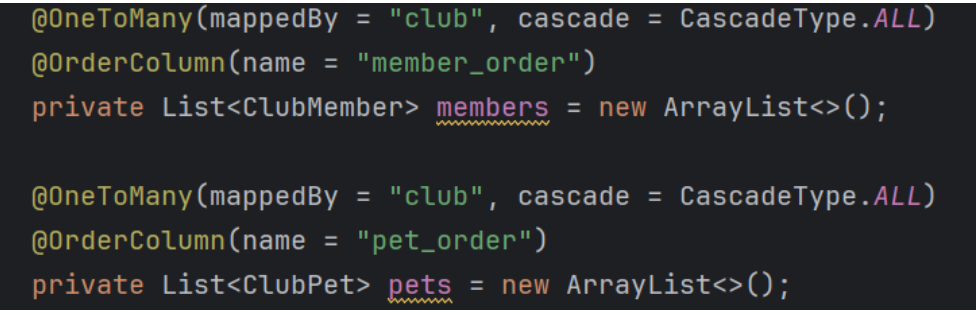 @OneToMany(mappedBy = "club", cascade = CascadeType.ALL)
@OrderColumn(name = "member_order")
private List<ClubMember> members = new ArrayList<>();
@OneToMany(mappedBy = "club", cascade = CascadeType.ALL)
@OrderColumn(name = "pet_order")
private List<ClubPet> pets = new ArrayList<>();